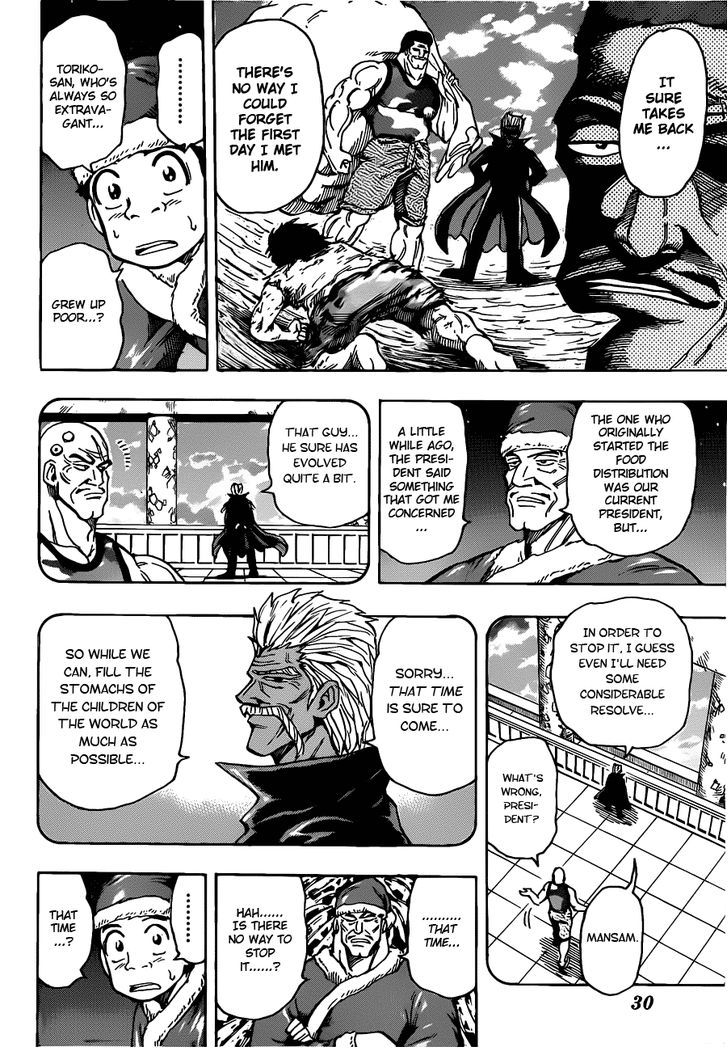 IT
SURE
TAKES
ME BACK
...
THERE'S
NO WAY I
COULD
FORGET
THE FIRST
DAY I MET
HIM.
.........
TORIKO-
SAN, WHO'S
ALWAYS SO
EXTRAVA-
GANT...
GREW UP
POOR...?
THE ONE WHO
ORIGINALLY
STARTED THE
FOOD
DISTRIBUTION
WAS OUR
CURRENT
PRESIDENT,
BUT...
A LITTLE
WHILE AGO,
THE PRESI-
DENT SAID
SOMETHING
THAT GOT ME
CONCERNED
...
THAT GUY...
HE SURE HAS
EVOLVED
QUITE A BIT.
IN ORDER TO
STOP IT, I GUESS
EVEN I'LL NEED
SOME
CONSIDERABLE
RESOLVE...
WHAT'S
WRONG,
PRESI-
DENT?
MANSAM.
SORRY...
THAT TIME
IS SURE TO
COME...
SO WHILE WE
CAN, FILL THE
STOMACHS OF
THE CHILDREN OF
THE WORLD AS
MUCH AS
POSSIBLE...
..........
THAT
TIME...
HAH......
IS THERE
NO WAY TO
STOP
IT......?
.........
THAT
TIME
...?
30